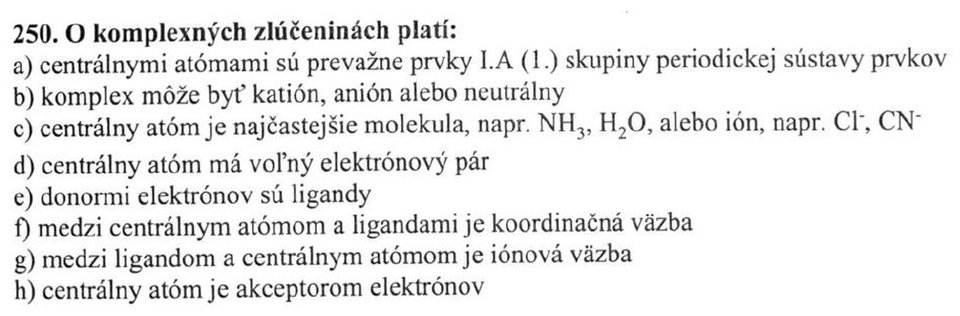 250. O komplexných zlúčeninách platí:
a) centrálnymi atómami sú prevažne prvky I.A (1.) skupiny periodickej sústavy prvkov
b) komplex môže byť katión, anión alebo neutrálny
c) centrálny atóm je najčastejšie molekula, napr. NH₃, H₂O, alebo ión, napr. Cl⁻, CN⁻
d) centrálny atóm má voľný elektrónový pár
e) donormi elektrónov sú ligandy
f) medzi centrálnym atómom a ligandami je koordinačná väzba
g) medzi ligandom a centrálnym atómom je iónová väzba
h) centrálny atóm je akceptorom elektrónov